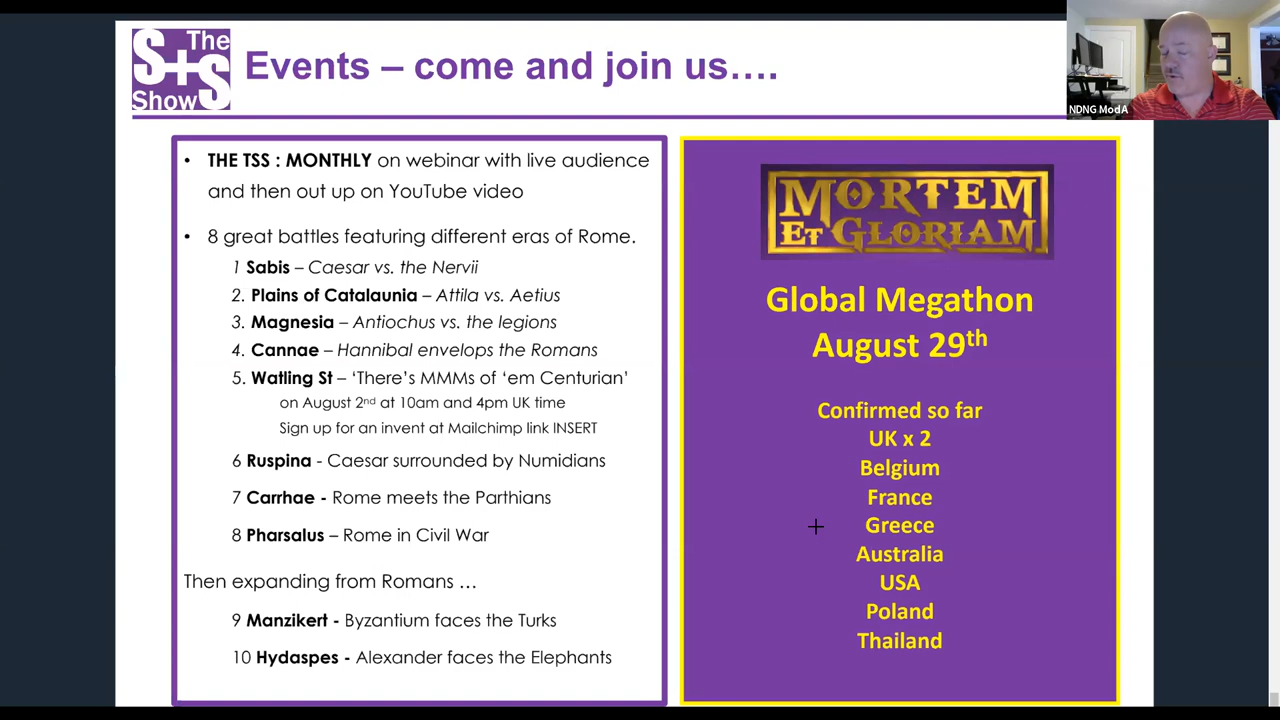 The
S+S
Show
Events – come and join us….
NDNG ModA
• THE TSS : MONTHLY on webinar with live audience
and then out up on YouTube video
• 8 great battles featuring different eras of Rome.
1 Sabis – Caesar vs. the Nervii
2. Plains of Catalaunia – Attila vs. Aetius
3. Magnesia – Antiochus vs. the legions
4. Cannae – Hannibal envelops the Romans
5. Watling St – ‘There’s MMMs of ‘em Centurian’
on August 2nd at 10am and 4pm UK time
Sign up for an invent at Mailchimp link INSERT
6 Ruspina - Caesar surrounded by Numidians
7 Carrhae - Rome meets the Parthians
8 Pharsalus – Rome in Civil War
Then expanding from Romans …
9 Manzikert - Byzantium faces the Turks
10 Hydaspes - Alexander faces the Elephants
MORTEM
ET GLORIAM
Global Megathon
August 29th
Confirmed so far
UK x 2
Belgium
France
Greece
Australia
USA
Poland
Thailand